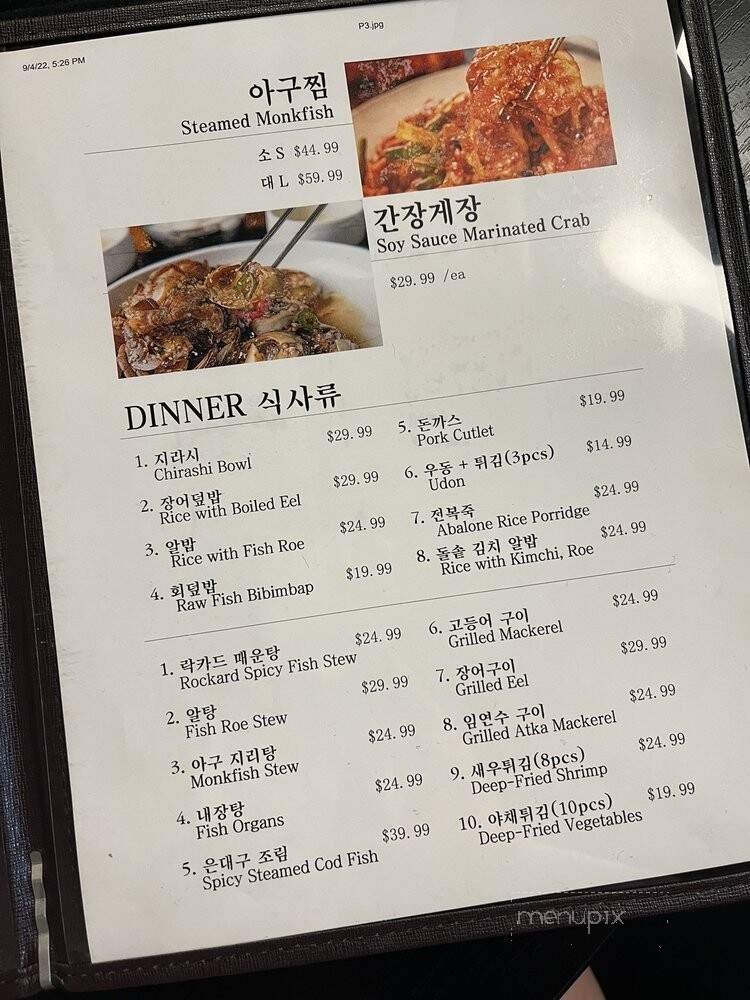 9/4/22, 5:26 PM
P3.jpg
아구찜
Steamed Monkfish
소 S $44.99
대 L $59.99
간장게장
Soy Sauce Marinated Crab
$29.99 /ea
DINNER 식사류
1. 지라시 $29.99
Chirashi Bowl
2. 장어덮밥 $29.99
Rice with Boiled Eel
3. 알밥 $24.99
Rice with Fish Roe
4. 회덮밥 $19.99
Raw Fish Bibimbap
5. 돈까스 $19.99
Pork Cutlet
6. 우동 + 튀김(3pcs) $14.99
Udon
7. 전복죽 $24.99
Abalone Rice Porridge
8. 돌솥 김치 알밥 $24.99
Rice with Kimchi, Roe
1. 락카드 매운탕 $24.99
Rockard Spicy Fish Stew
2. 알탕 $29.99
Fish Roe Stew
3. 아구 지리탕 $24.99
Monkfish Stew
4. 내장탕 $24.99
Fish Organs
5. 은대구 조림 $39.99
Spicy Steamed Cod Fish
6. 고등어 구이 $24.99
Grilled Mackerel
7. 장어구이 $29.99
Grilled Eel
8. 임연수 구이 $24.99
Grilled Atka Mackerel
9. 새우튀김(8pcs) $24.99
Deep-Fried Shrimp
10. 야채튀김(10pcs) $19.99
Deep-Fried Vegetables
menupix